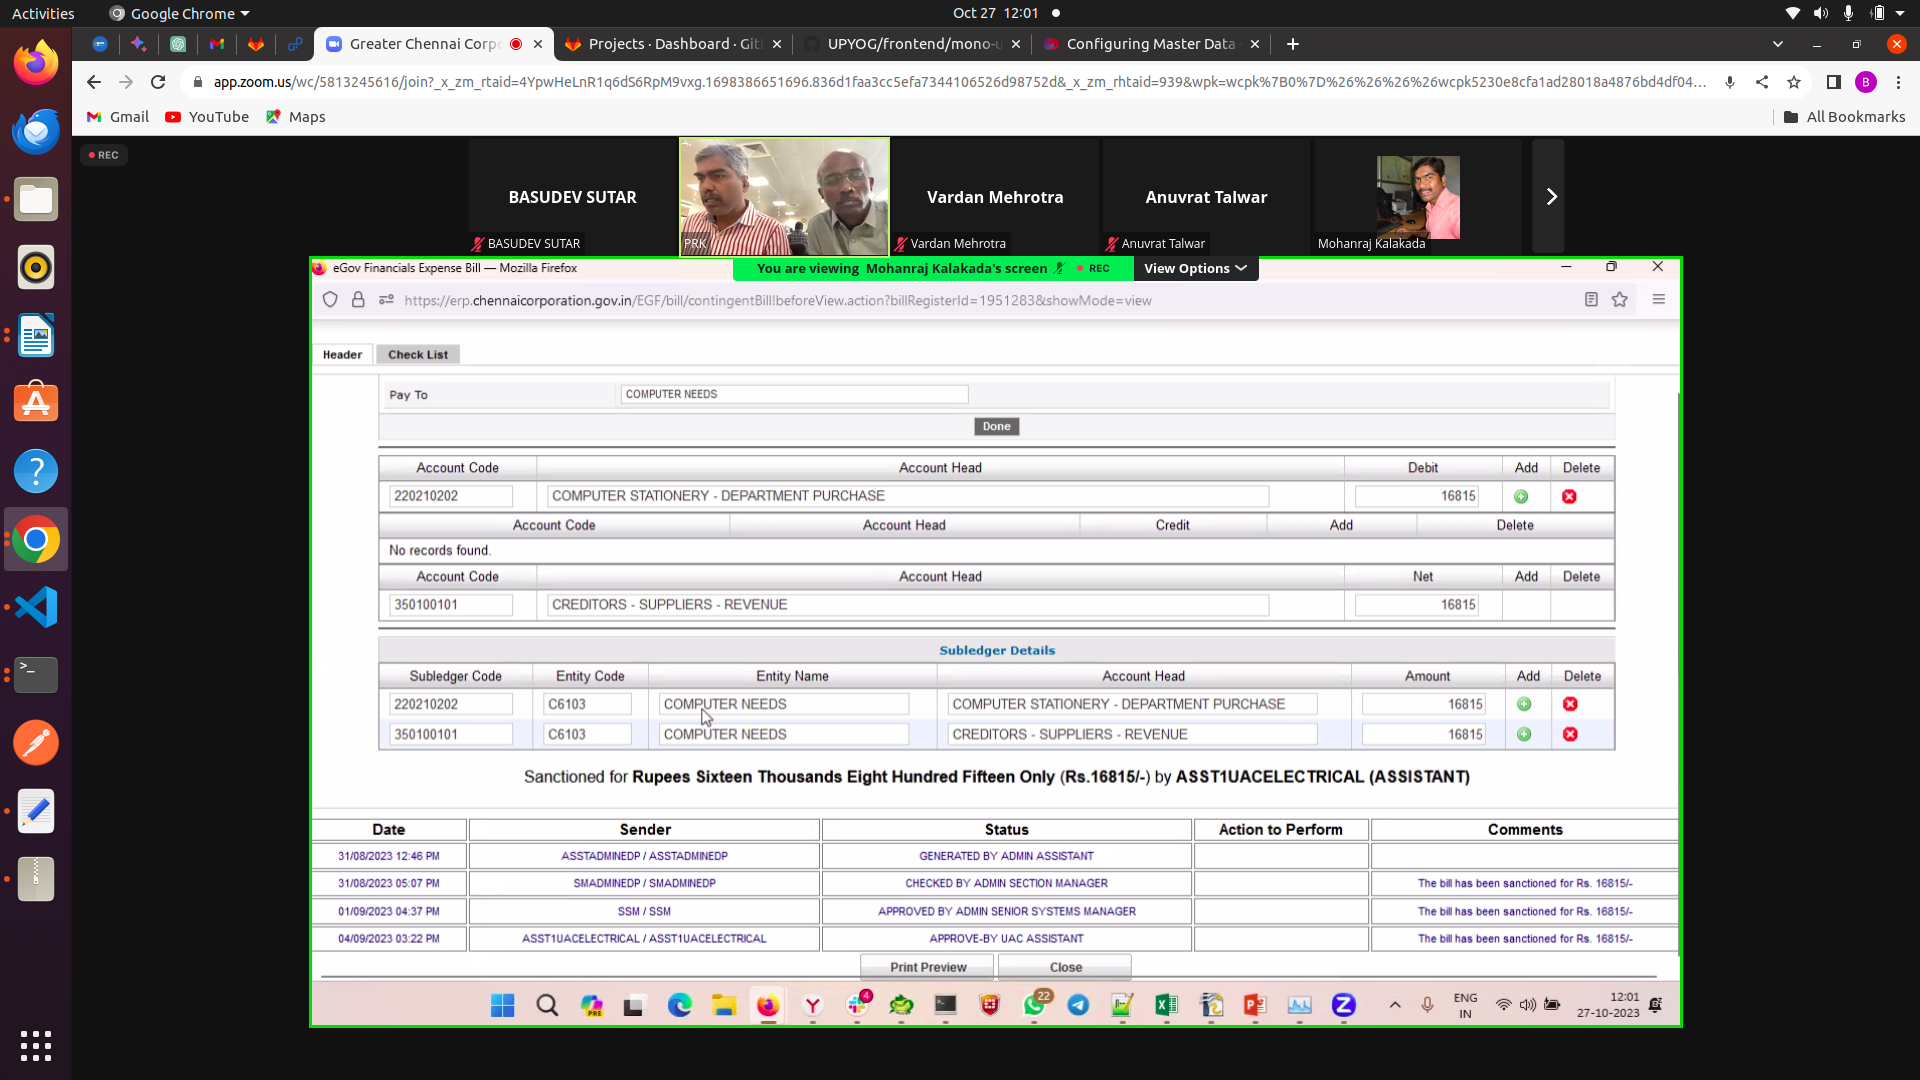 Activities
Google Chrome
Oct 27 12:01
Greater Chennai Corp
Projects · Dashboard · Git
UPYOG/frontend/mono-u
Configuring Master Data
app.zoom.us/wc/5813245616/join?_x_zm_rtaid=4YpwHeLnR1q6dS6RpM9vxg.1698386651696.836d1faa3cc5efa7344106526d98752d&_x_zm_rhtaid=939&wpk=wcpk%7B0%7D%26%26%26%26wcpk5230e8cfa1ad28018a4876bd4df04...
B
Gmail
YouTube
Maps
All Bookmarks
REC
BASUDEV SUTAR
Vardan Mehrotra
Anuvrat Talwar
BASUDEV SUTAR
PRK
Vardan Mehrotra
Anuvrat Talwar
Mohanraj Kalakada
eGov Financials Expense Bill — Mozilla Firefox
You are viewing Mohanraj Kalakada's screen
REC
View Options
https://erp.chennaicorporation.gov.in/EGF/bill/contingentBill!beforeView.action?billRegisterId=1951283&showMode=view
Header
Check List
Pay To
COMPUTER NEEDS
Done
Account Code Account Head Debit Add Delete
220210202 COMPUTER STATIONERY - DEPARTMENT PURCHASE 16815
Account Code Account Head Credit Add Delete
No records found.
Account Code Account Head Net Add Delete
350100101 CREDITORS - SUPPLIERS - REVENUE 16815
Subledger Details
Subledger Code Entity Code Entity Name Account Head Amount Add Delete
220210202 C6103 COMPUTER NEEDS COMPUTER STATIONERY - DEPARTMENT PURCHASE 16815
350100101 C6103 COMPUTER NEEDS CREDITORS - SUPPLIERS - REVENUE 16815
Sanctioned for Rupees Sixteen Thousands Eight Hundred Fifteen Only (Rs.16815/-) by ASST1UACELECTRICAL (ASSISTANT)
Date Sender Status Action to Perform Comments
31/08/2023 12:46 PM ASSTADMINEDP / ASSTADMINEDP GENERATED BY ADMIN ASSISTANT
31/08/2023 05:07 PM SMADMINEDP / SMADMINEDP CHECKED BY ADMIN SECTION MANAGER The bill has been sanctioned for Rs. 16815/-
01/09/2023 04:37 PM SSM / SSM APPROVED BY ADMIN SENIOR SYSTEMS MANAGER The bill has been sanctioned for Rs. 16815/-
04/09/2023 03:22 PM ASST1UACELECTRICAL / ASST1UACELECTRICAL APPROVE-BY UAC ASSISTANT The bill has been sanctioned for Rs. 16815/-
Print Preview
Close
PRE
4
22
ENG
IN
12:01
27-10-2023